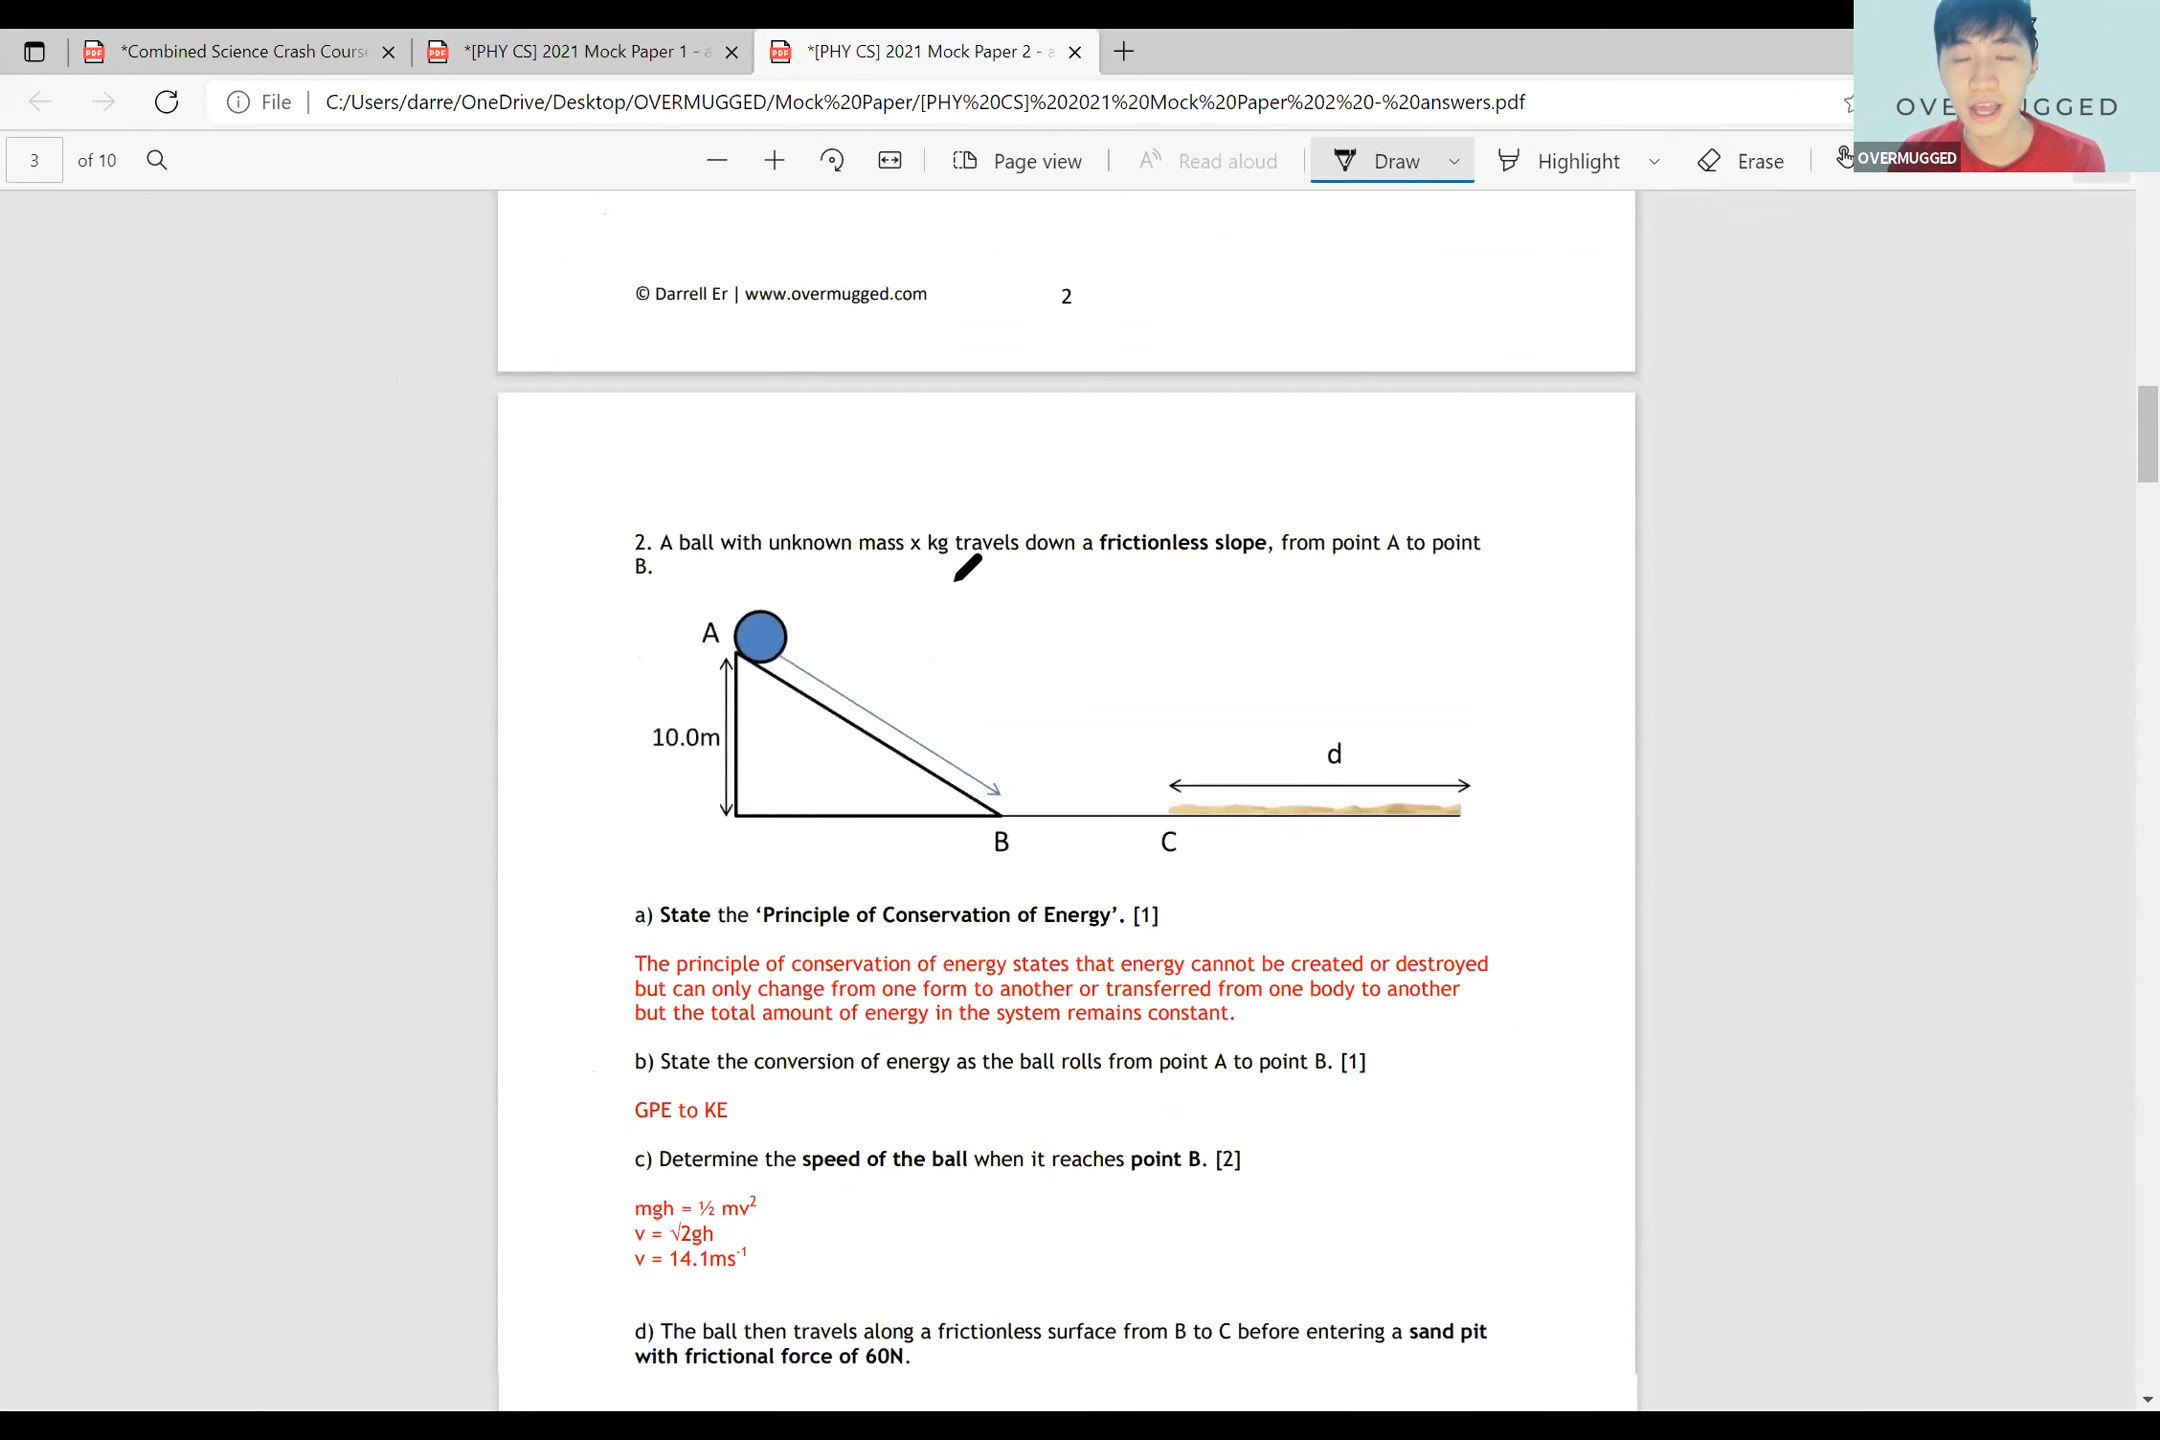 *Combined Science Crash Cours
*[PHY CS] 2021 Mock Paper 1 - a
*[PHY CS] 2021 Mock Paper 2 - a
File
C:/Users/darre/OneDrive/Desktop/OVERMUGGED/Mock%20Paper/[PHY%20CS]%202021%20Mock%20Paper%202%20-%20answers.pdf
OVE UGGED
OVERMUGGED
3 of 10
Page view
Read aloud
Draw
Highlight
Erase
© Darrell Er | www.overmugged.com 2
2. A ball with unknown mass x kg travels down a frictionless slope, from point A to point
B.
A
10.0m
d
B
C
a) State the ‘Principle of Conservation of Energy’. [1]
The principle of conservation of energy states that energy cannot be created or destroyed
but can only change from one form to another or transferred from one body to another
but the total amount of energy in the system remains constant.
b) State the conversion of energy as the ball rolls from point A to point B. [1]
GPE to KE
c) Determine the speed of the ball when it reaches point B. [2]
mgh = ½ mv²
v = √2gh
v = 14.1ms⁻¹
d) The ball then travels along a frictionless surface from B to C before entering a sand pit
with frictional force of 60N.